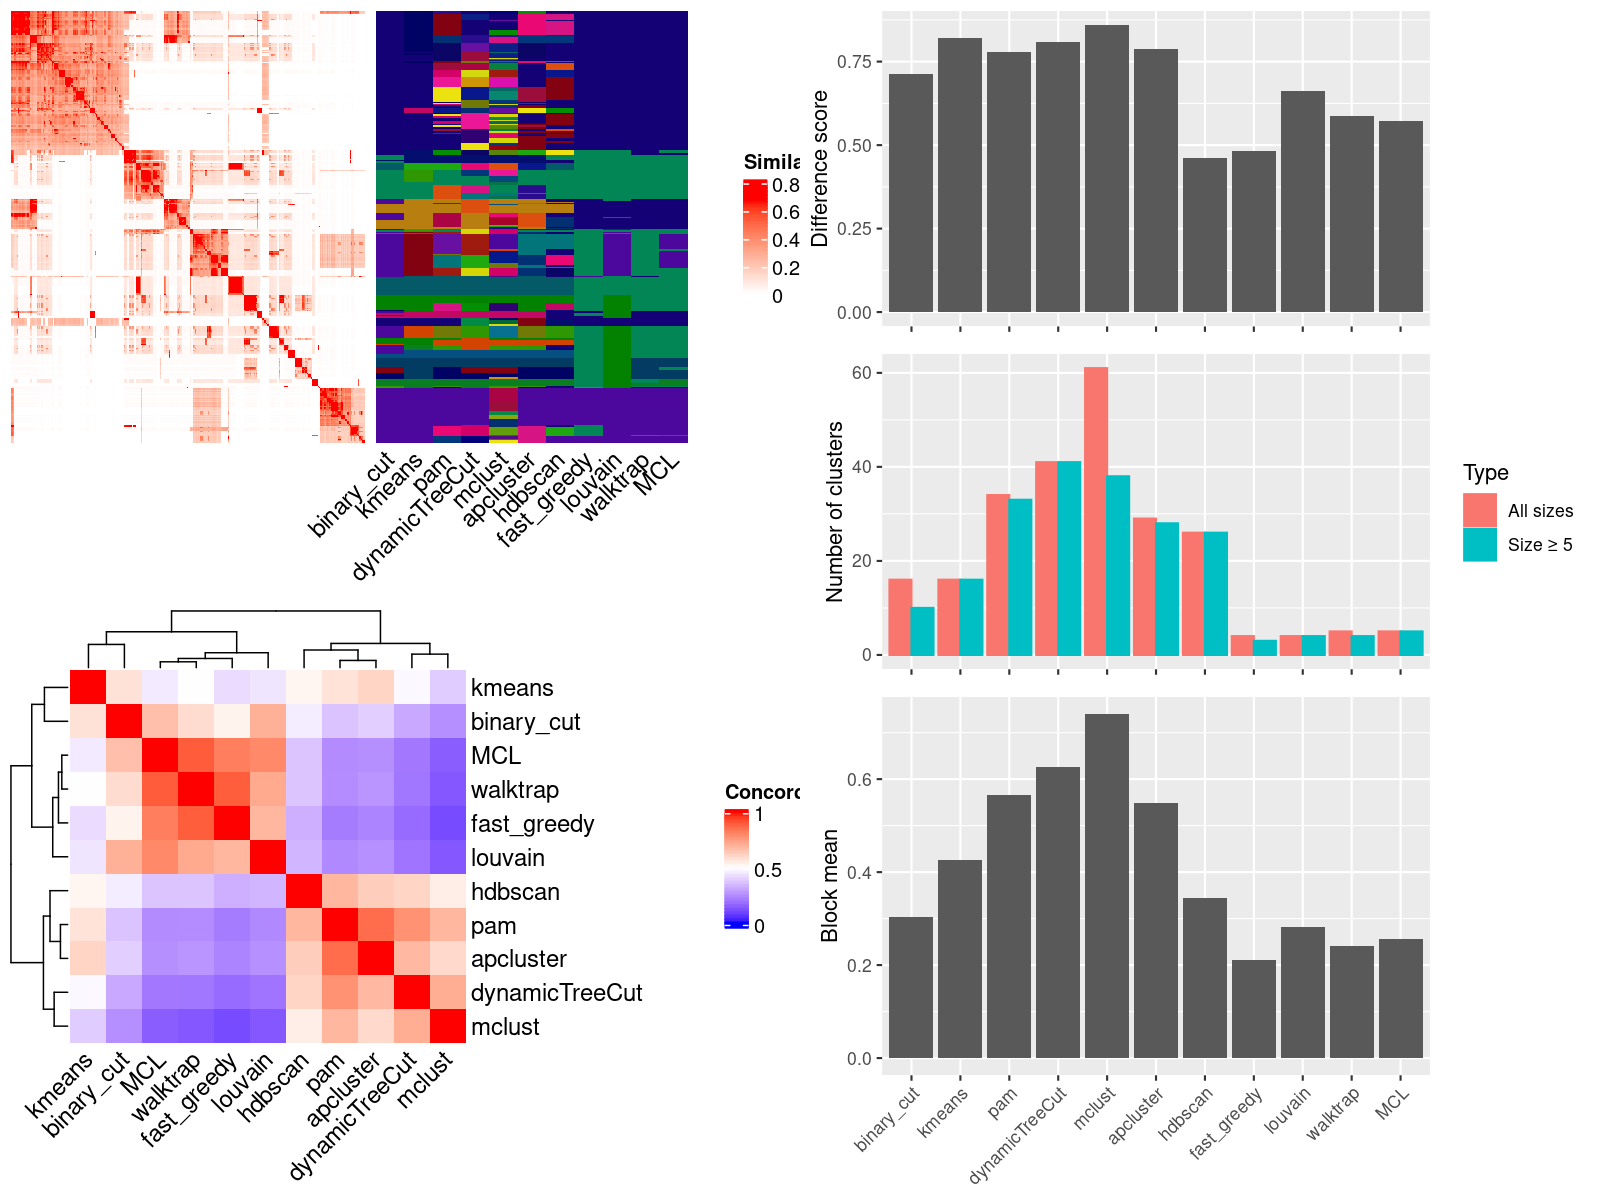 Simila
0.8
0.6
0.4
0.2
0
binary_cut
kmeans
pam
dynamicTreeCut
mclust
apcluster
hdbscan
fast_greedy
louvain
walktrap
MCL
Difference score
0.75
0.50
0.25
0.00
Number of clusters
60
40
20
0
Type
All sizes
Size ≥ 5
kmeans
binary_cut
MCL
walktrap
fast_greedy
louvain
hdbscan
pam
apcluster
dynamicTreeCut
mclust
kmeans
binary_cut
MCL
walktrap
fast_greedy
louvain
hdbscan
pam
apcluster
dynamicTreeCut
mclust
Concord
1
0.5
0
Block mean
0.6
0.4
0.2
0.0
binary_cut
kmeans
pam
dynamicTreeCut
mclust
apcluster
hdbscan
fast_greedy
louvain
walktrap
MCL